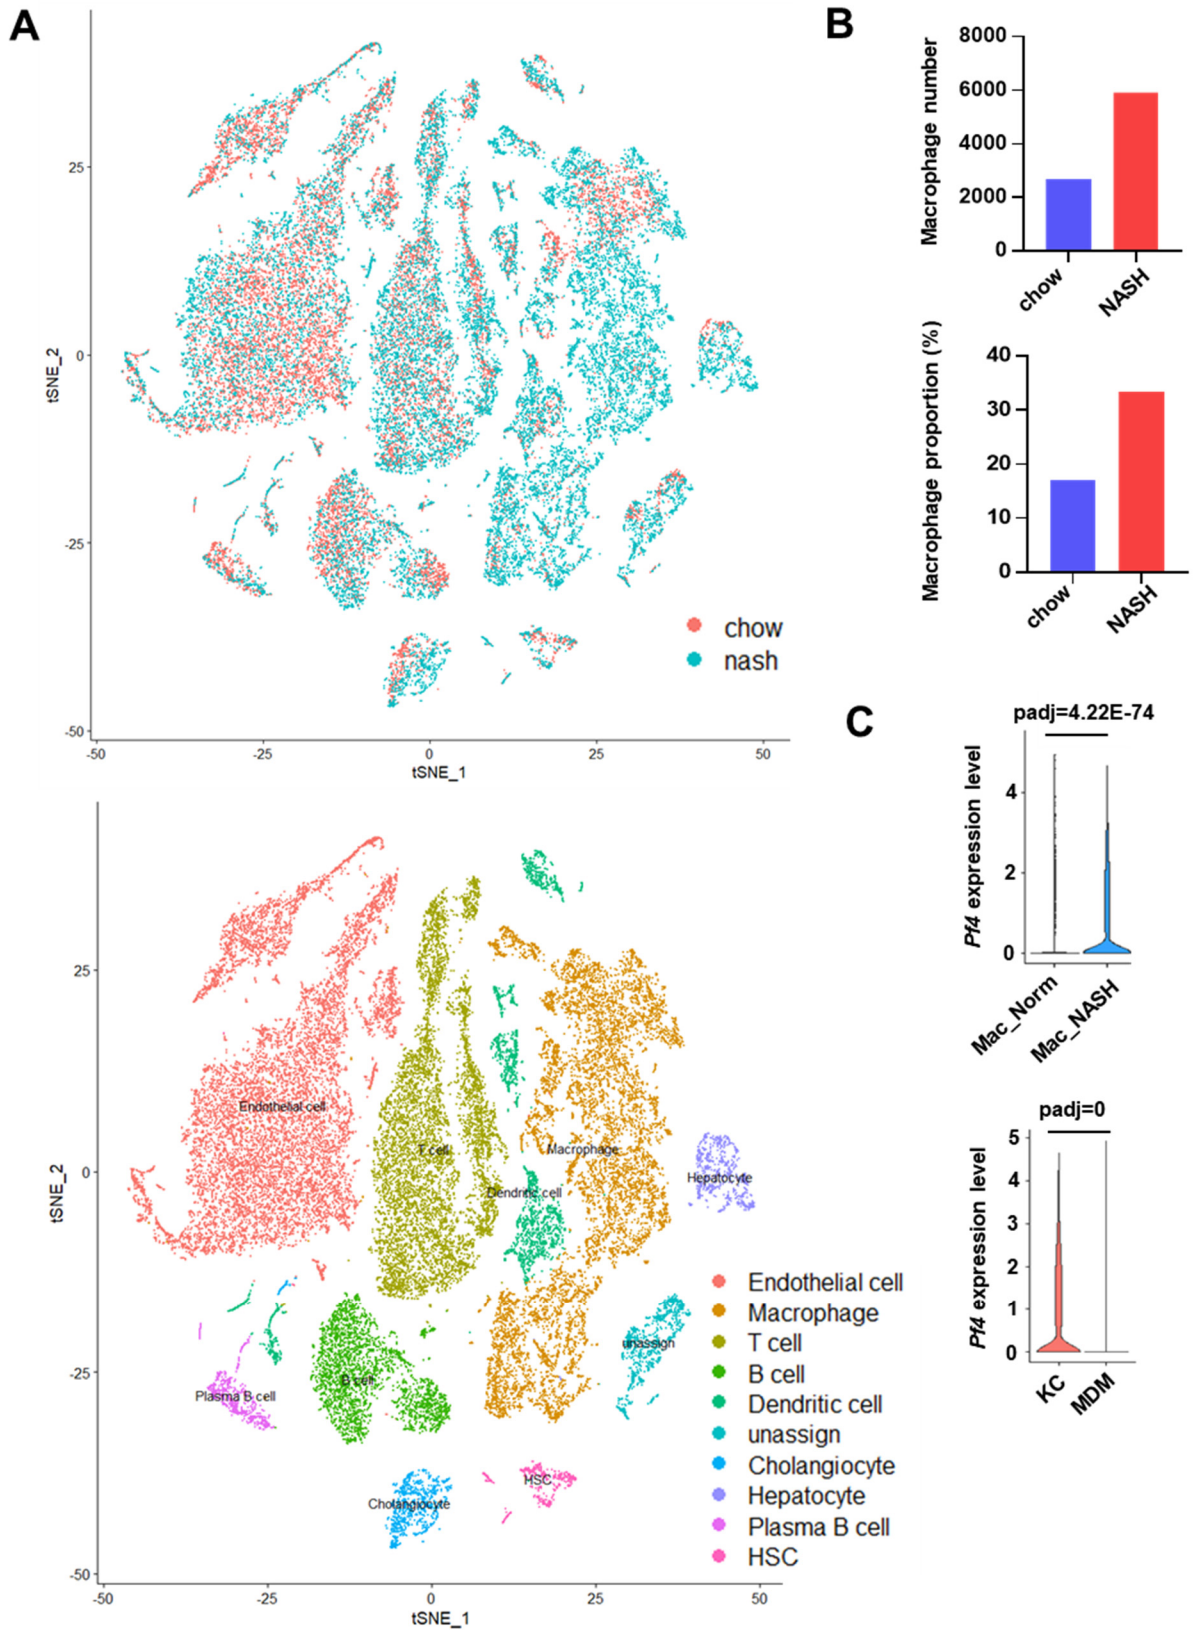 A
25
0
-25
-50
tSNE_2
-50
-25
0
25
50
tSNE_1
chow
nash
25
0
-25
-50
tSNE_2
-50
-25
0
25
50
tSNE_1
Endothelial cell
T cell
Macrophage
Dendritic cell
Hepatocyte
unassign
B cell
Plasma B cell
Cholangiocyte
HSC
Endothelial cell
Macrophage
T cell
B cell
Dendritic cell
unassign
Cholangiocyte
Hepatocyte
Plasma B cell
HSC
B
Macrophage number
8000
6000
4000
2000
0
chow
NASH
Macrophage proportion (%)
40
30
20
10
0
chow
NASH
C
padj=4.22E-74
Pf4 expression level
4
2
0
Mac_Norm
Mac_NASH
padj=0
Pf4 expression level
5
4
3
2
1
0
KC
MDM